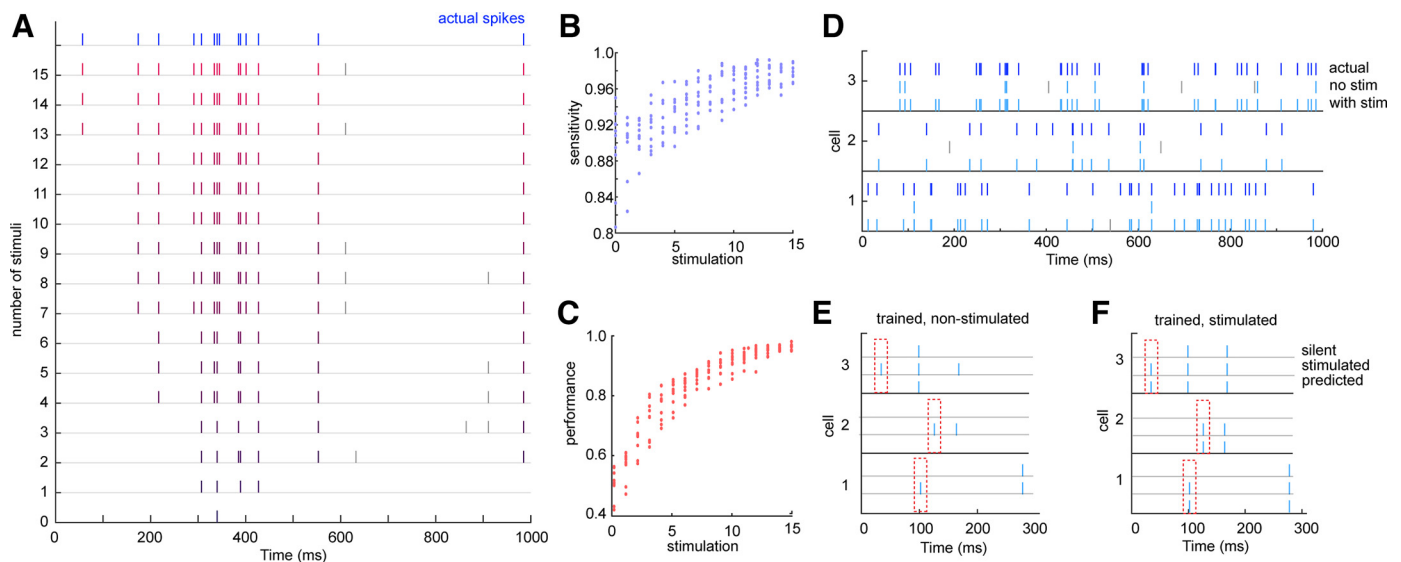 A
actual spikes
15
14
13
12
11
10
9
8
7
6
5
4
3
2
1
0
number of stimuli
0
200
400
600
800
1000
Time (ms)
B
1.0
0.96
0.92
0.88
0.84
0.8
sensitivity
0
5
10
15
stimulation
C
1.0
0.8
0.6
0.4
performance
0
5
10
15
stimulation
D
actual
no stim
with stim
3
2
1
cell
0
200
400
600
800
1000
Time (ms)
E
trained, non-stimulated
3
2
1
cell
0
100
200
300
Time (ms)
F
trained, stimulated
silent
stimulated
predicted
3
2
1
cell
0
100
200
300
Time (ms)